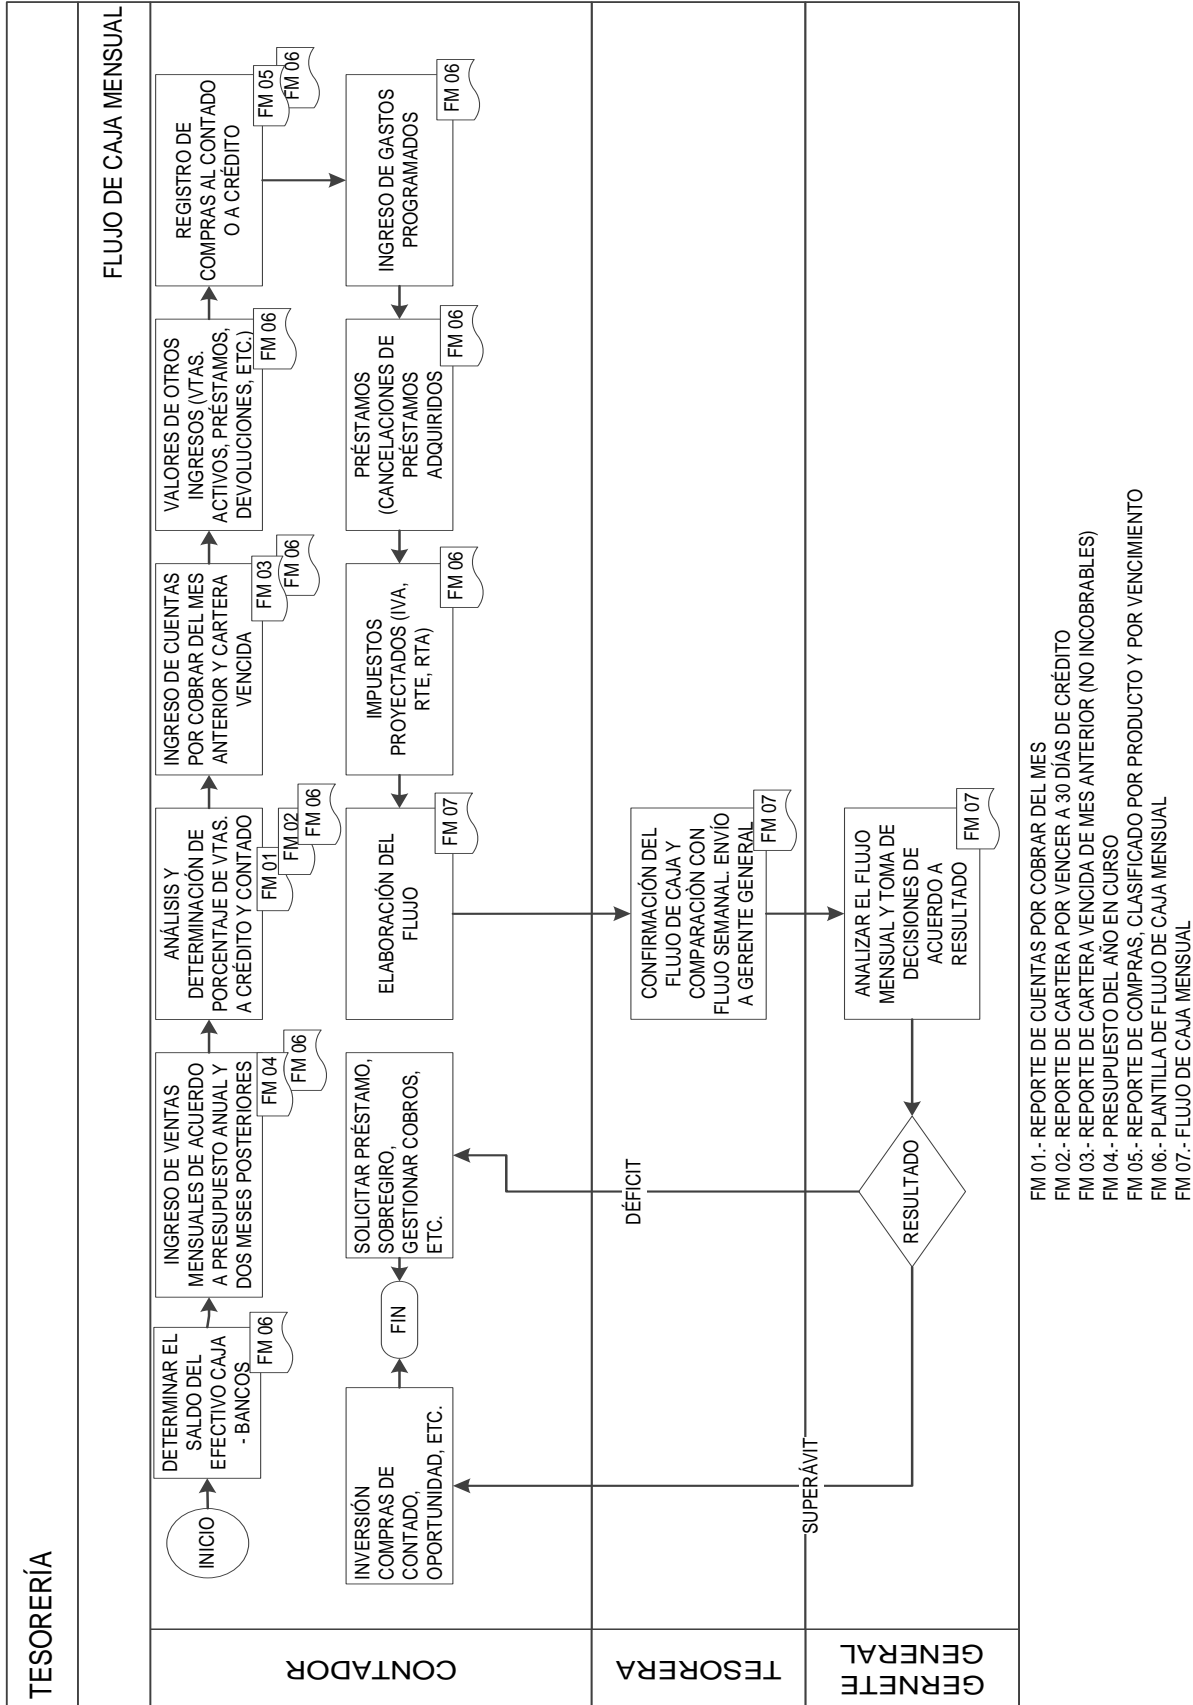 TESORERÍA
FLUJO DE CAJA MENSUAL
CONTADOR
INICIO
DETERMINAR EL
SALDO DEL
EFECTIVO CAJA
- BANCOS
FM 06
INGRESO DE VENTAS
MENSUALES DE ACUERDO
A PRESUPUESTO ANUAL Y
DOS MESES POSTERIORES
FM 04
FM 06
ANÁLISIS Y
DETERMINACIÓN DE
PORCENTAJE DE VTAS.
A CRÉDITO Y CONTADO
FM 01
FM 02
FM 06
INGRESO DE CUENTAS
POR COBRAR DEL MES
ANTERIOR Y CARTERA
VENCIDA
FM 03
FM 06
VALORES DE OTROS
INGRESOS (VTAS.
ACTIVOS, PRÉSTAMOS,
DEVOLUCIONES, ETC.)
FM 06
REGISTRO DE
COMPRAS AL CONTADO
O A CRÉDITO
FM 05
FM 06
INGRESO DE GASTOS
PROGRAMADOS
FM 06
PRÉSTAMOS
(CANCELACIONES DE
PRÉSTAMOS
ADQUIRIDOS
FM 06
IMPUESTOS
PROYECTADOS (IVA,
RTE, RTA)
FM 06
ELABORACIÓN DEL
FLUJO
FM 07
SOLICITAR PRÉSTAMO,
SOBREGIRO,
GESTIONAR COBROS,
ETC.
FIN
INVERSIÓN
COMPRAS DE
CONTADO,
OPORTUNIDAD, ETC.
TESORERA
CONFIRMACIÓN DEL
FLUJO DE CAJA Y
COMPARACIÓN CON
FLUJO SEMANAL. ENVÍO
A GERENTE GENERAL
FM 07
DÉFICIT
SUPERÁVIT
GERNETE
GENERAL
ANALIZAR EL FLUJO
MENSUAL Y TOMA DE
DECISIONES DE
ACUERDO A
RESULTADO
FM 07
RESULTADO
FM 01.- REPORTE DE CUENTAS POR COBRAR DEL MES
FM 02.- REPORTE DE CARTERA POR VENCER A 30 DÍAS DE CRÉDITO
FM 03.- REPORTE DE CARTERA VENCIDA DE MES ANTERIOR (NO INCOBRABLES)
FM 04.- PRESUPUESTO DEL AÑO EN CURSO
FM 05.- REPORTE DE COMPRAS, CLASIFICADO POR PRODUCTO Y POR VENCIMIENTO
FM 06.- PLANTILLA DE FLUJO DE CAJA MENSUAL
FM 07.- FLUJO DE CAJA MENSUAL